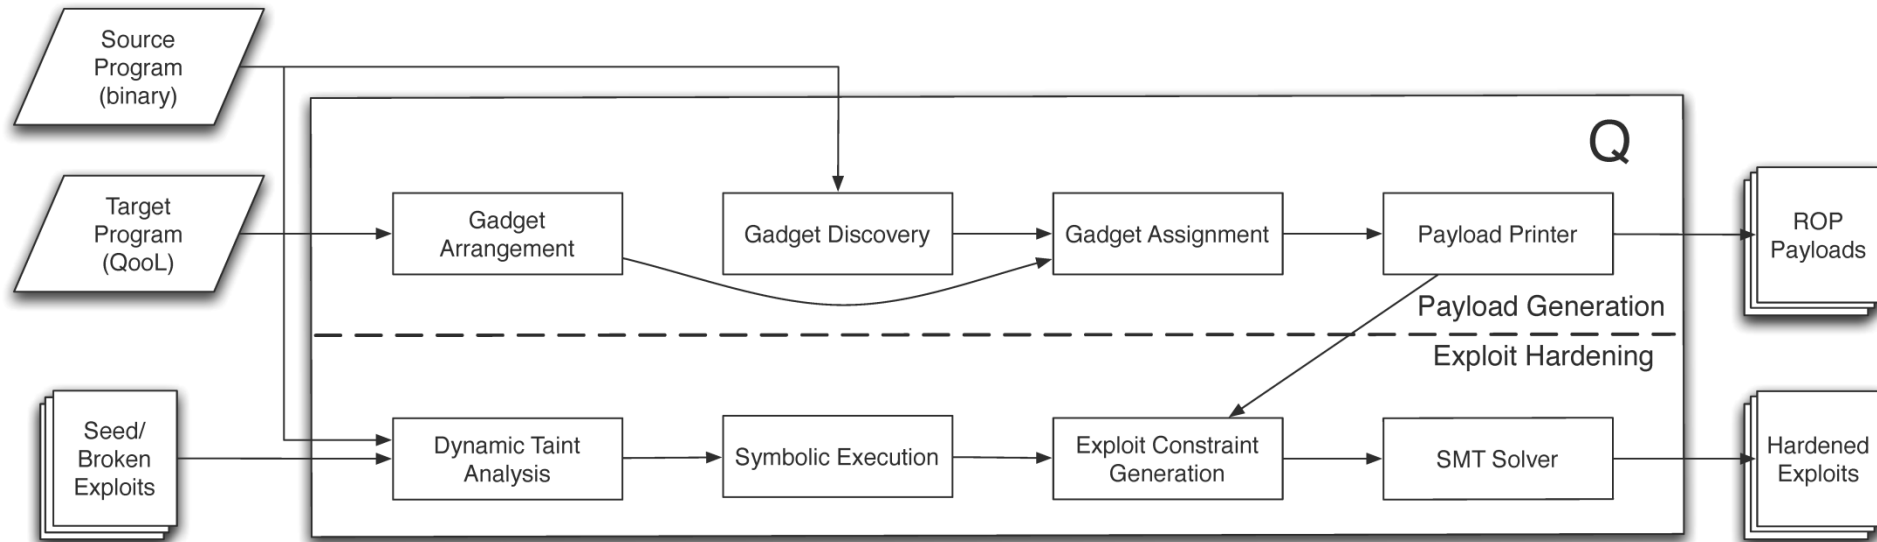 Source
Program
(binary)
Q
Target
Program
(QooL)
Gadget
Arrangement
Gadget Discovery
Gadget Assignment
Payload Printer
ROP
Payloads
Payload Generation
Exploit Hardening
Seed/
Broken
Exploits
Dynamic Taint
Analysis
Symbolic Execution
Exploit Constraint
Generation
SMT Solver
Hardened
Exploits